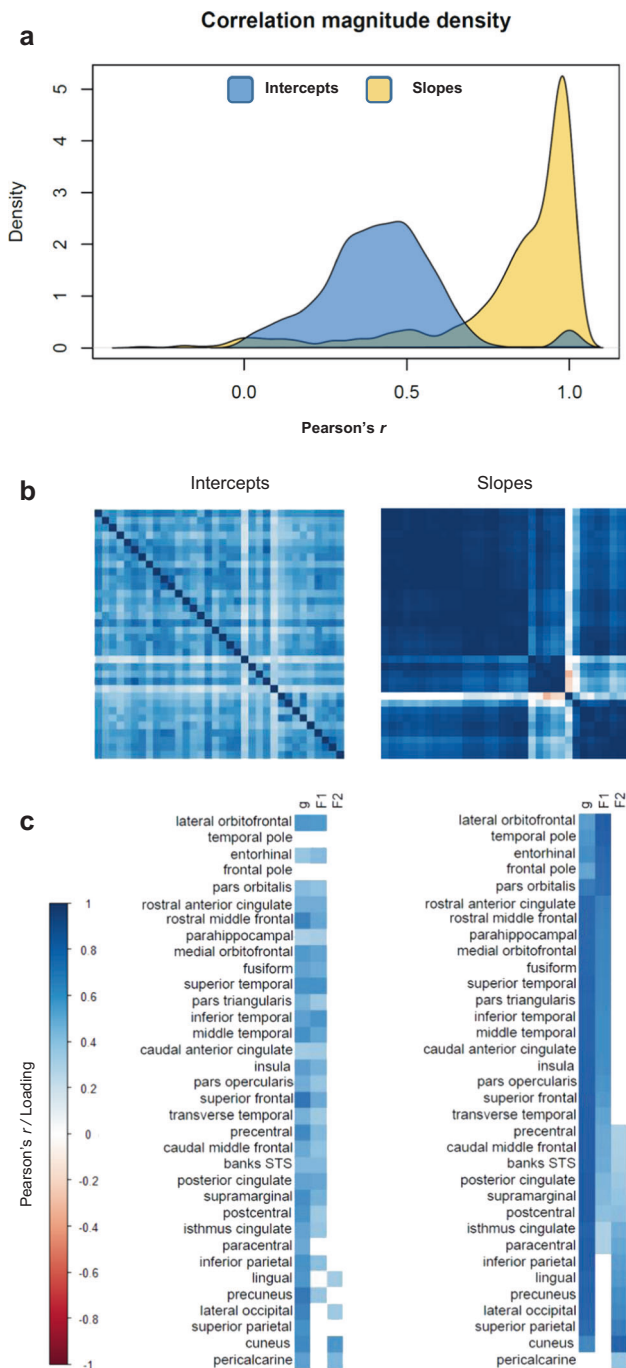 Correlation magnitude density
a
Intercepts
Slopes
5
4
3
2
1
0
Density
0.0
0.5
1.0
Pearson's r
b
Intercepts
Slopes
c
g
F1
F2
lateral orbitofrontal
temporal pole
entorhinal
frontal pole
pars orbitalis
rostral anterior cingulate
rostral middle frontal
parahippocampal
medial orbitofrontal
fusiform
superior temporal
pars triangularis
inferior temporal
middle temporal
caudal anterior cingulate
insula
pars opercularis
superior frontal
transverse temporal
precentral
caudal middle frontal
banks STS
posterior cingulate
supramarginal
postcentral
isthmus cingulate
paracentral
inferior parietal
lingual
precuneus
lateral occipital
superior parietal
cuneus
pericalcarine
g
F1
F2
lateral orbitofrontal
temporal pole
entorhinal
frontal pole
pars orbitalis
rostral anterior cingulate
rostral middle frontal
parahippocampal
medial orbitofrontal
fusiform
superior temporal
pars triangularis
inferior temporal
middle temporal
caudal anterior cingulate
insula
pars opercularis
superior frontal
transverse temporal
precentral
caudal middle frontal
banks STS
posterior cingulate
supramarginal
postcentral
isthmus cingulate
paracentral
inferior parietal
lingual
precuneus
lateral occipital
superior parietal
cuneus
pericalcarine
Pearson's r / Loading
1
0.8
0.6
0.4
0.2
0
-0.2
-0.4
-0.6
-0.8
-1